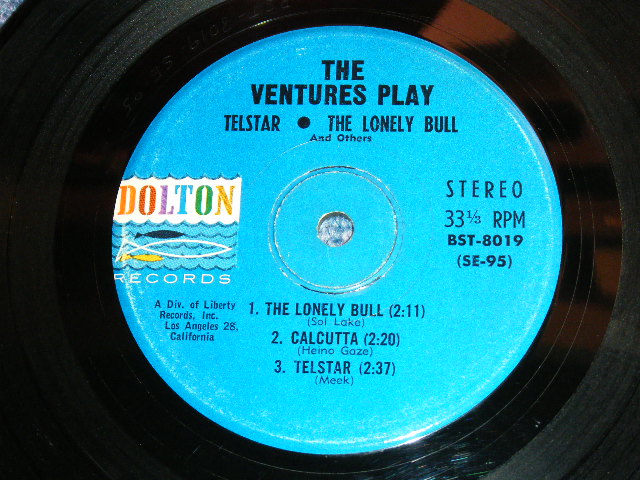 THE
VENTURES PLAY
TELSTAR ● THE LONELY BULL
And Others
DOLTON
RECORDS
STEREO
33⅓ RPM
BST-8019
(SE-95)
A Div. of Liberty
Records, Inc.
Los Angeles 28,
California
1. THE LONELY BULL (2:11)
(Sol Lake)
2. CALCUTTA (2:20)
(Heino Gaze)
3. TELSTAR (2:37)
(Meek)